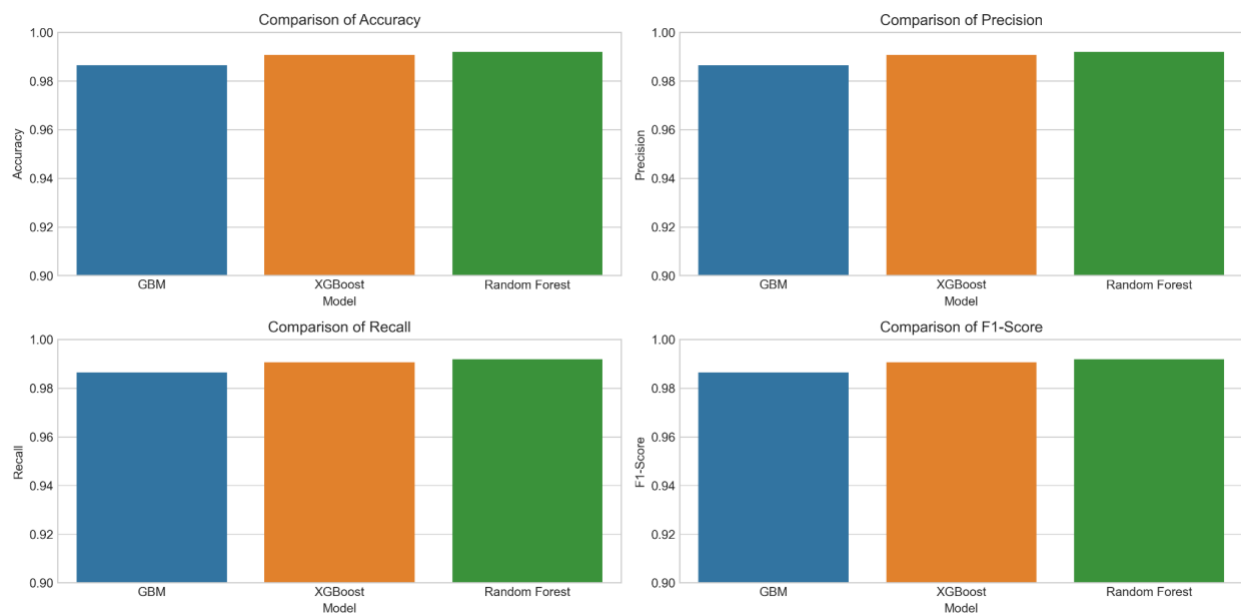 Comparison of Accuracy
1.00
0.98
0.96
0.94
0.92
0.90
Accuracy
GBM XGBoost Random Forest
Model
Comparison of Precision
1.00
0.98
0.96
0.94
0.92
0.90
Precision
GBM XGBoost Random Forest
Model
Comparison of Recall
1.00
0.98
0.96
0.94
0.92
0.90
Recall
GBM XGBoost Random Forest
Model
Comparison of F1-Score
1.00
0.98
0.96
0.94
0.92
0.90
F1-Score
GBM XGBoost Random Forest
Model